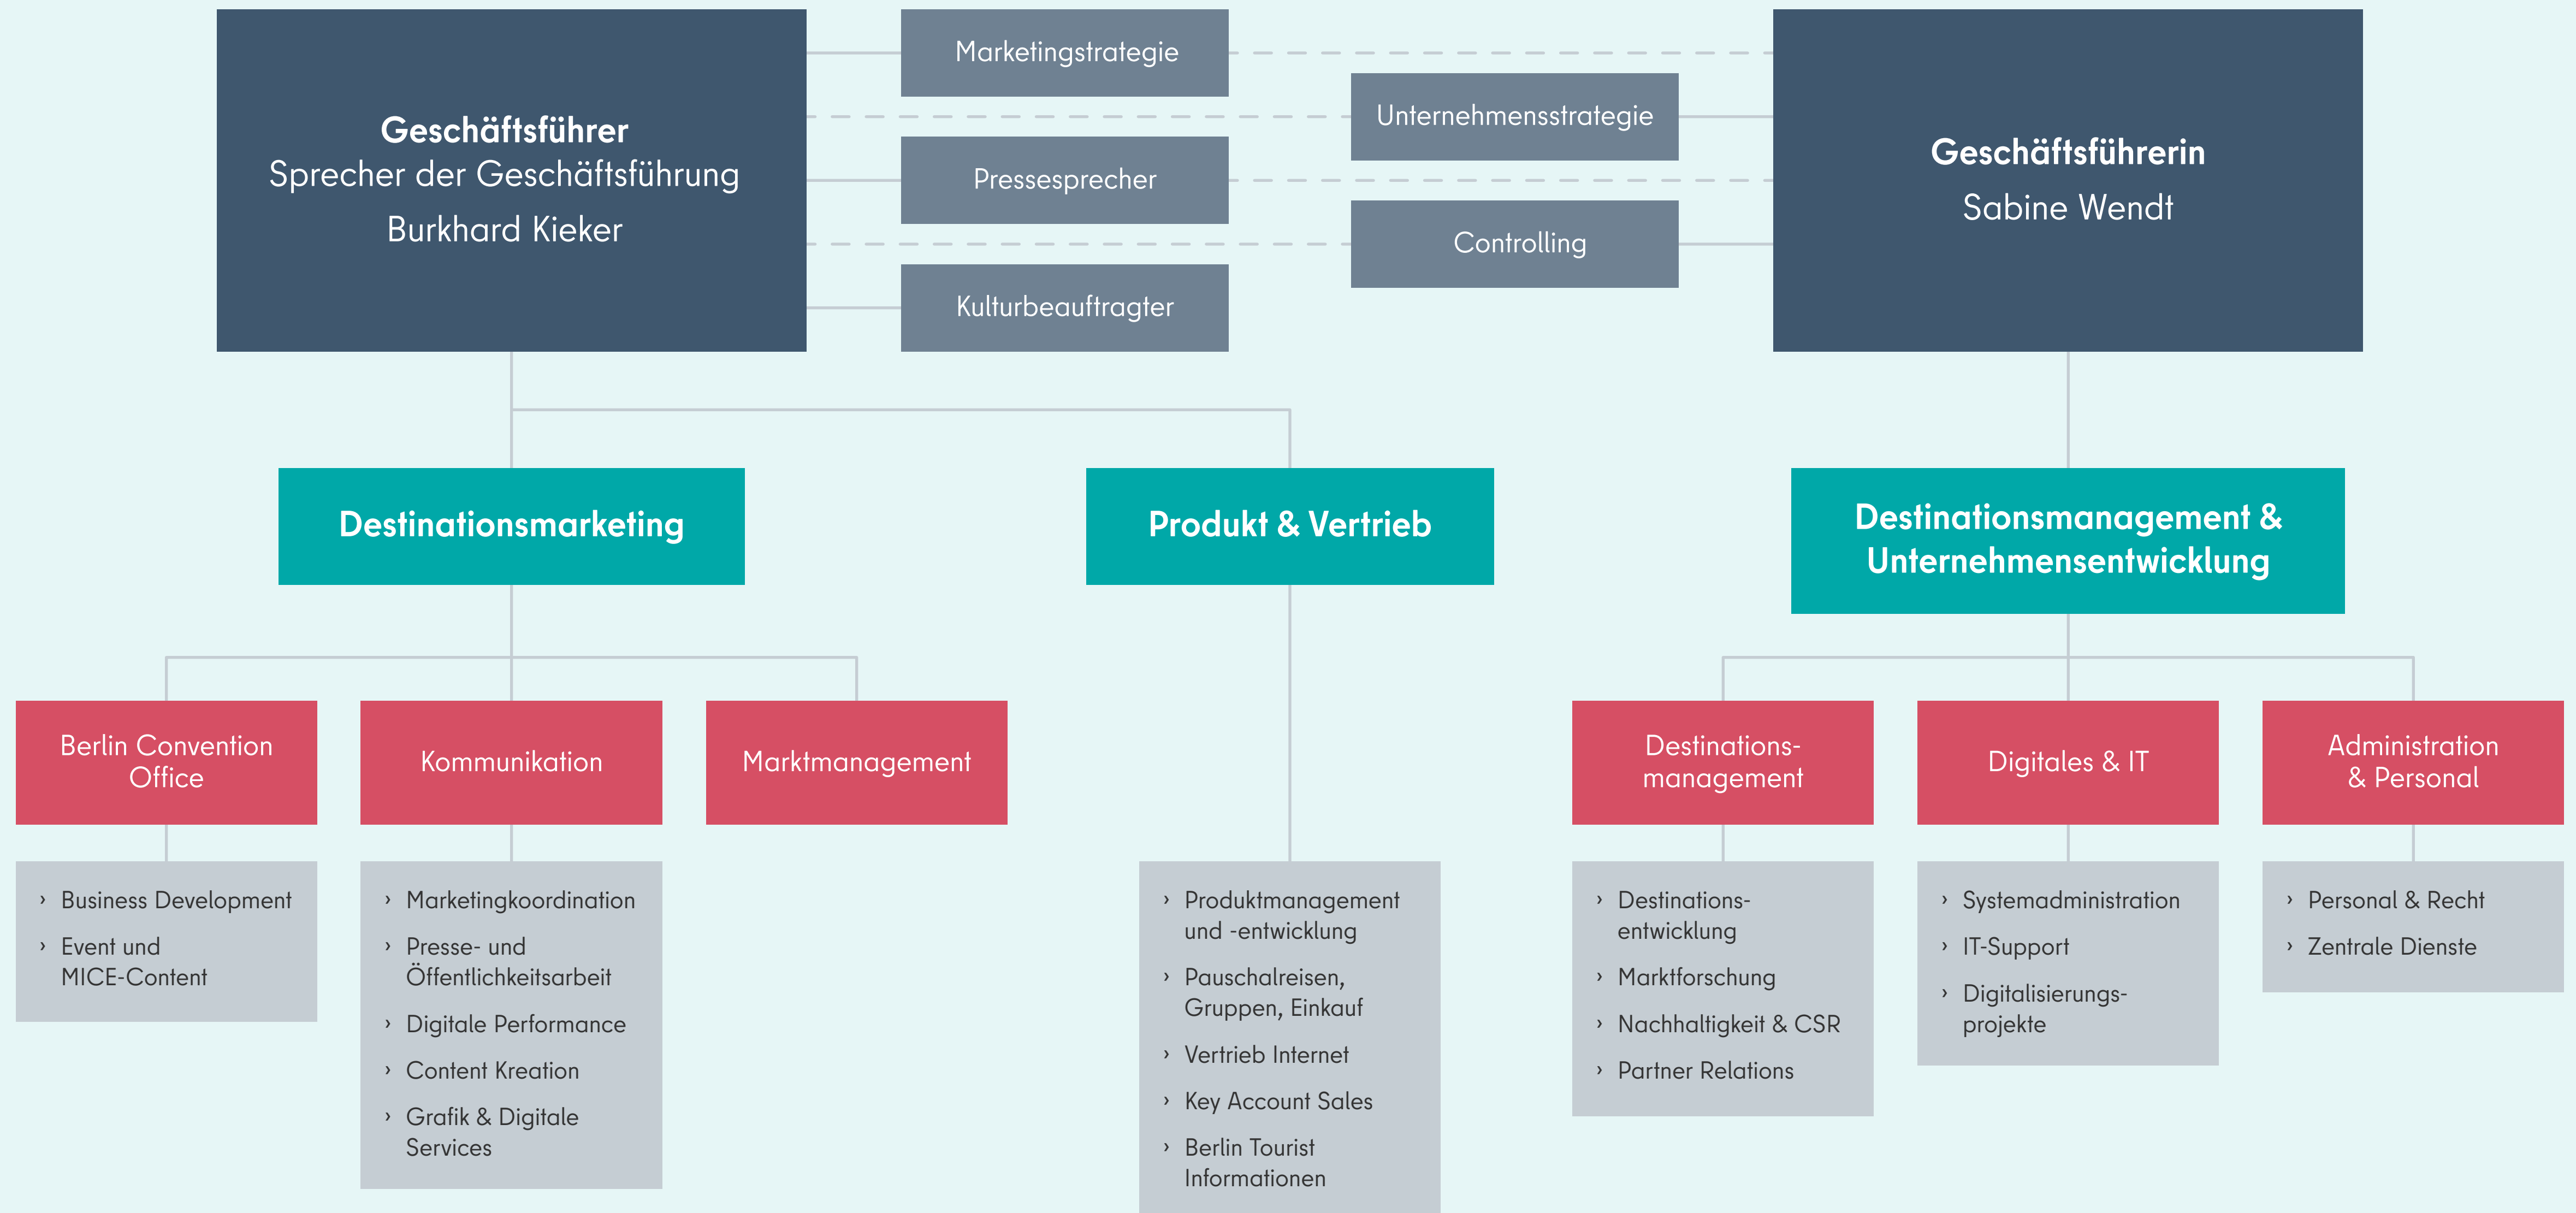 Geschäftsführer
Sprecher der Geschäftsführung
Burkhard Kieker
Marketingstrategie
Unternehmensstrategie
Pressesprecher
Controlling
Kulturbeauftragter
Geschäftsführerin
Sabine Wendt
Destinationsmarketing
Produkt & Vertrieb
Destinationsmanagement &
Unternehmensentwicklung
Berlin Convention
Office
Kommunikation
Marktmanagement
Destinations-
management
Digitales & IT
Administration
& Personal
› Business Development
› Event und
MICE-Content
› Marketingkoordination
› Presse- und
Öffentlichkeitsarbeit
› Digitale Performance
› Content Kreation
› Grafik & Digitale
Services
› Produktmanagement
und -entwicklung
› Pauschalreisen,
Gruppen, Einkauf
› Vertrieb Internet
› Key Account Sales
› Berlin Tourist
Informationen
› Destinations-
entwicklung
› Marktforschung
› Nachhaltigkeit & CSR
› Partner Relations
› Systemadministration
› IT-Support
› Digitalisierungs-
projekte
› Personal & Recht
› Zentrale Dienste